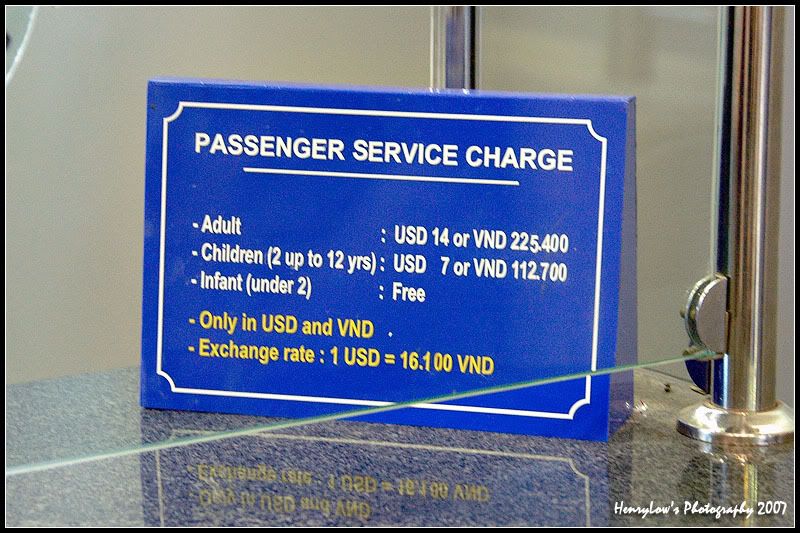 PASSENGER SERVICE CHARGE
- Adult : USD 14 or VND 225.400
- Children (2 up to 12 yrs) : USD 7 or VND 112.700
- Infant (under 2) : Free
- Only in USD and VND
- Exchange rate : 1 USD = 16.100 VND
HenryLow's Photography 2007